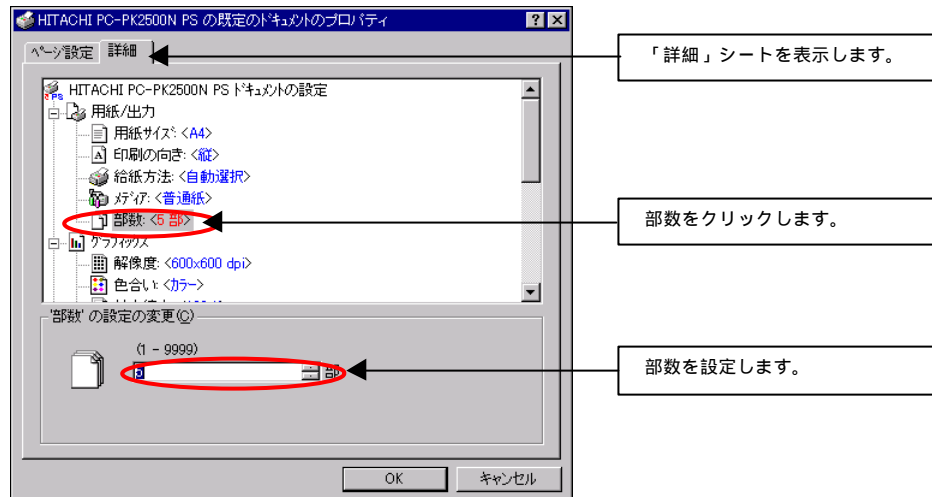 HITACHI PC-PK2500N PS の既定のドキュメントのプロパティ
ページ設定 詳細
「詳細」シートを表示します。
HITACHI PC-PK2500N PS ドキュメントの設定
用紙/出力
用紙サイズ: <A4>
印刷の向き: <縦>
給紙方法: <自動選択>
メディア: <普通紙>
部数: <5 部>
部数をクリックします。
グラフィックス
解像度: <600x600 dpi>
色合い: <カラー>
'部数' の設定の変更(C)
(1 - 9999)
5 部
部数を設定します。
OK キャンセル